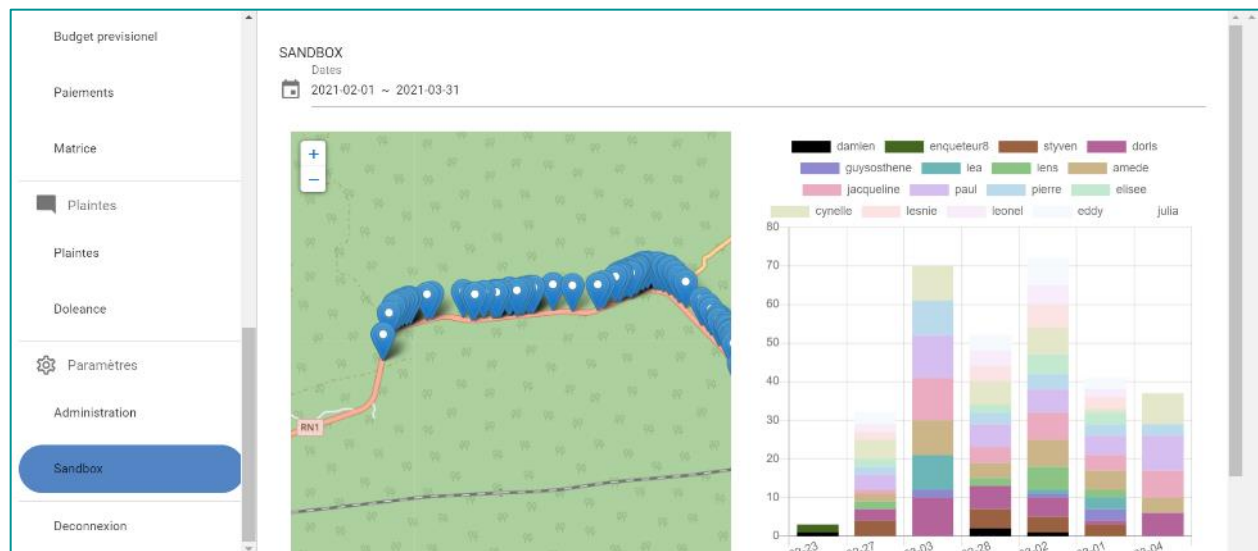 Budget previsionel
Paiements
Matrice
Plaintes
Plaintes
Doleance
Paramètres
Administration
Sandbox
Deconnexion
SANDBOX
Dates
2021-02-01 ~ 2021-03-31
+
−
RN1
damien enqueteur8 styven doris
guysosthene lea lens amede
jacqueline paul pierre elisee
cynelle lesnie leonel eddy julia
80
70
60
50
40
30
20
10
0